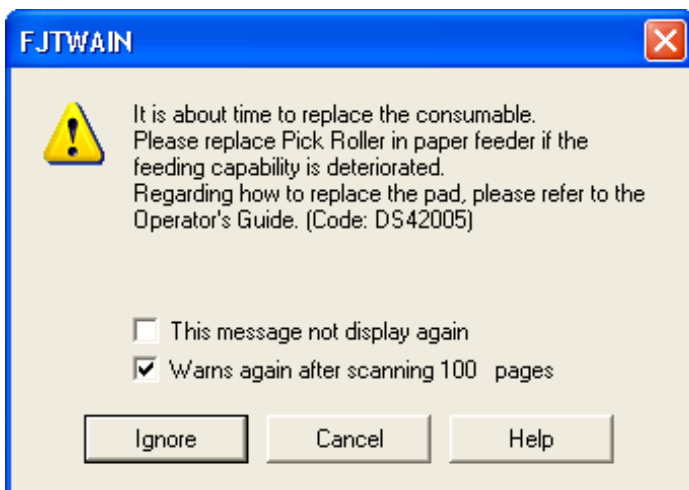 FJTWAIN
It is about time to replace the consumable.
Please replace Pick Roller in paper feeder if the
feeding capability is deteriorated.
Regarding how to replace the pad, please refer to the
Operator's Guide. (Code: DS42005)
This message not display again
Warns again after scanning 100 pages
Ignore
Cancel
Help